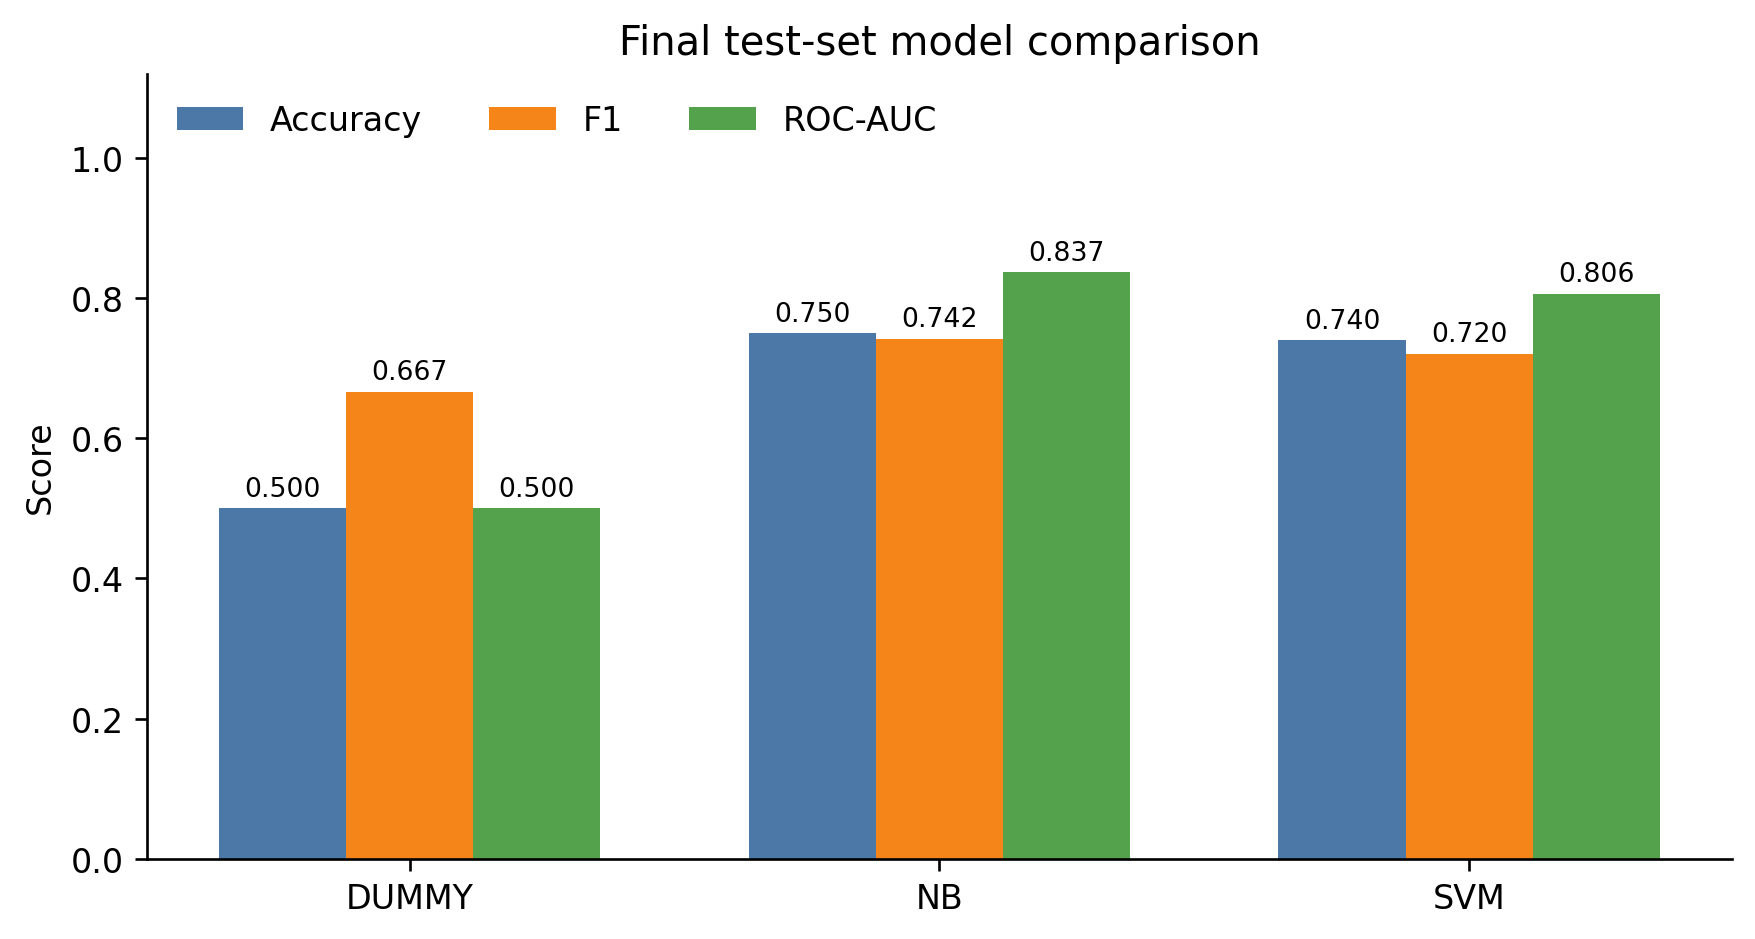 Final test-set model comparison
Accuracy F1 ROC-AUC
1.0
0.8
0.6
0.4
0.2
0.0
Score
0.500 0.667 0.500
0.750 0.742 0.837
0.740 0.720 0.806
DUMMY NB SVM